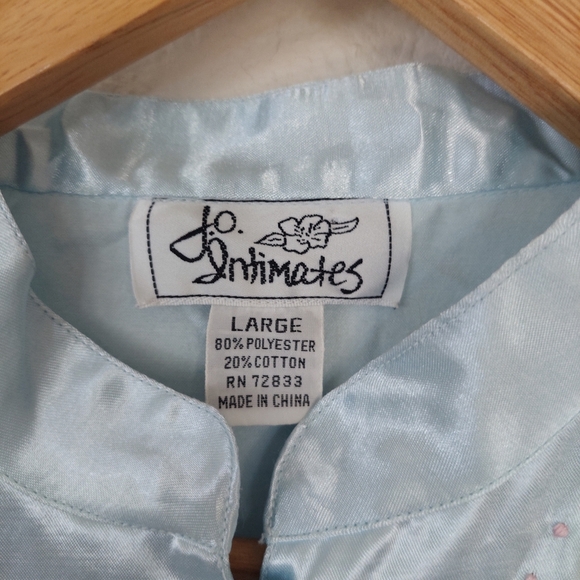 Jo.
Intimates
LARGE
80% POLYESTER
20% COTTON
RN 72833
MADE IN CHINA